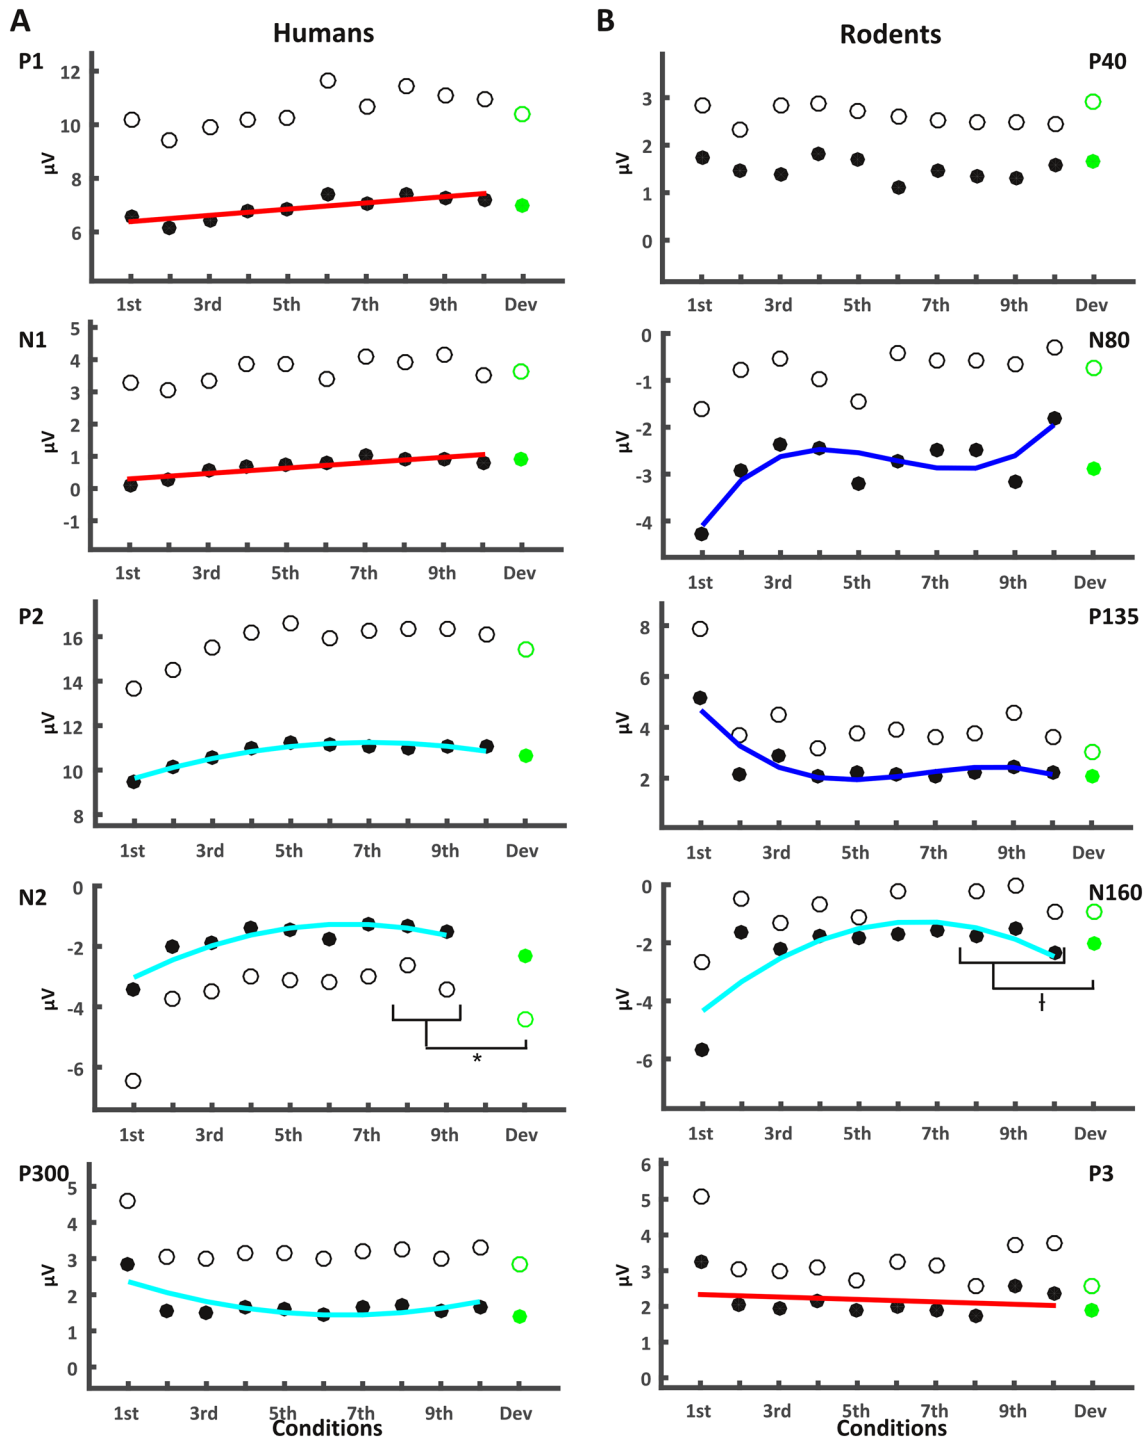 A
Humans
P1
12
10
8
6
µV
1st 3rd 5th 7th 9th Dev
N1
5
4
3
2
1
0
-1
µV
1st 3rd 5th 7th 9th Dev
P2
16
14
12
10
8
µV
1st 3rd 5th 7th 9th Dev
N2
0
-2
-4
-6
µV
*
1st 3rd 5th 7th 9th Dev
P300
5
4
3
2
1
0
µV
1st 3rd 5th 7th 9th Dev
Conditions
B
Rodents
P40
3
2
1
0
µV
1st 3rd 5th 7th 9th Dev
N80
0
-1
-2
-3
-4
µV
1st 3rd 5th 7th 9th Dev
P135
8
6
4
2
µV
1st 3rd 5th 7th 9th Dev
N160
0
-2
-4
-6
µV
Ɨ
1st 3rd 5th 7th 9th Dev
P3
6
5
4
3
2
1
0
µV
1st 3rd 5th 7th 9th Dev
Conditions